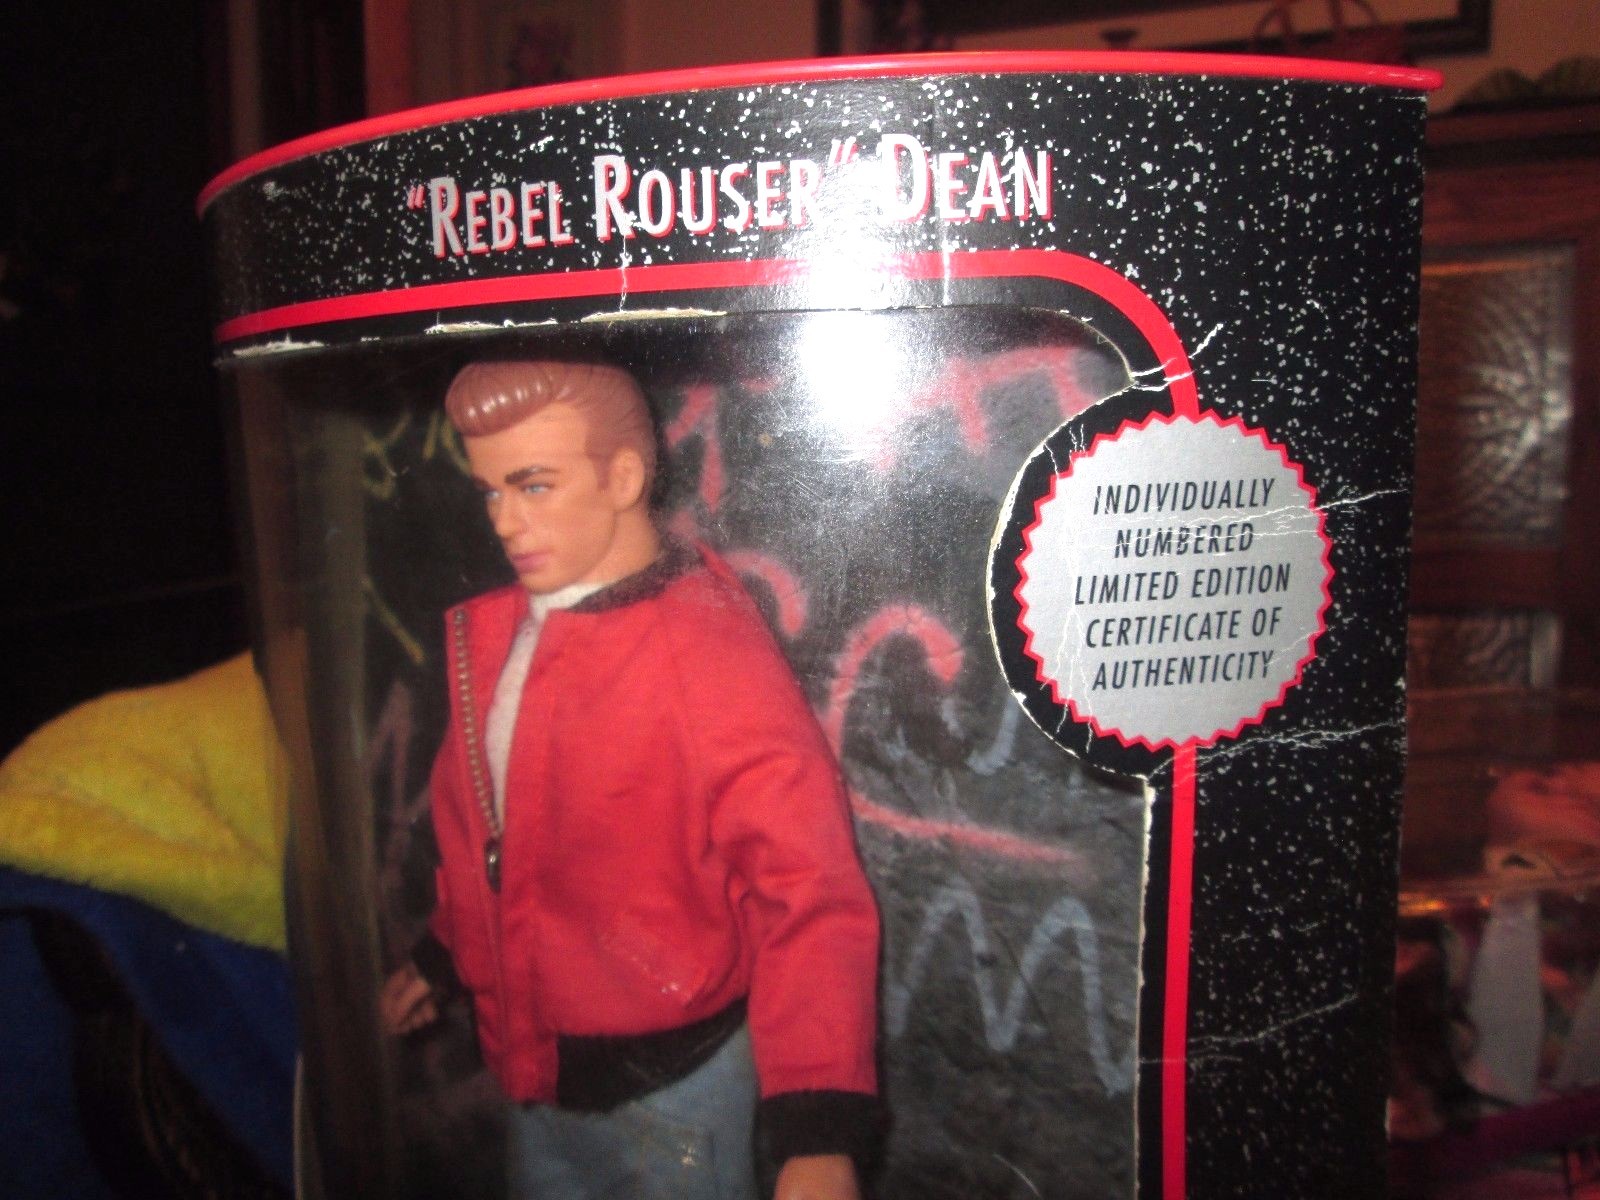 “REBEL ROUSER” DEAN
INDIVIDUALLY
NUMBERED
LIMITED EDITION
CERTIFICATE OF
AUTHENTICITY